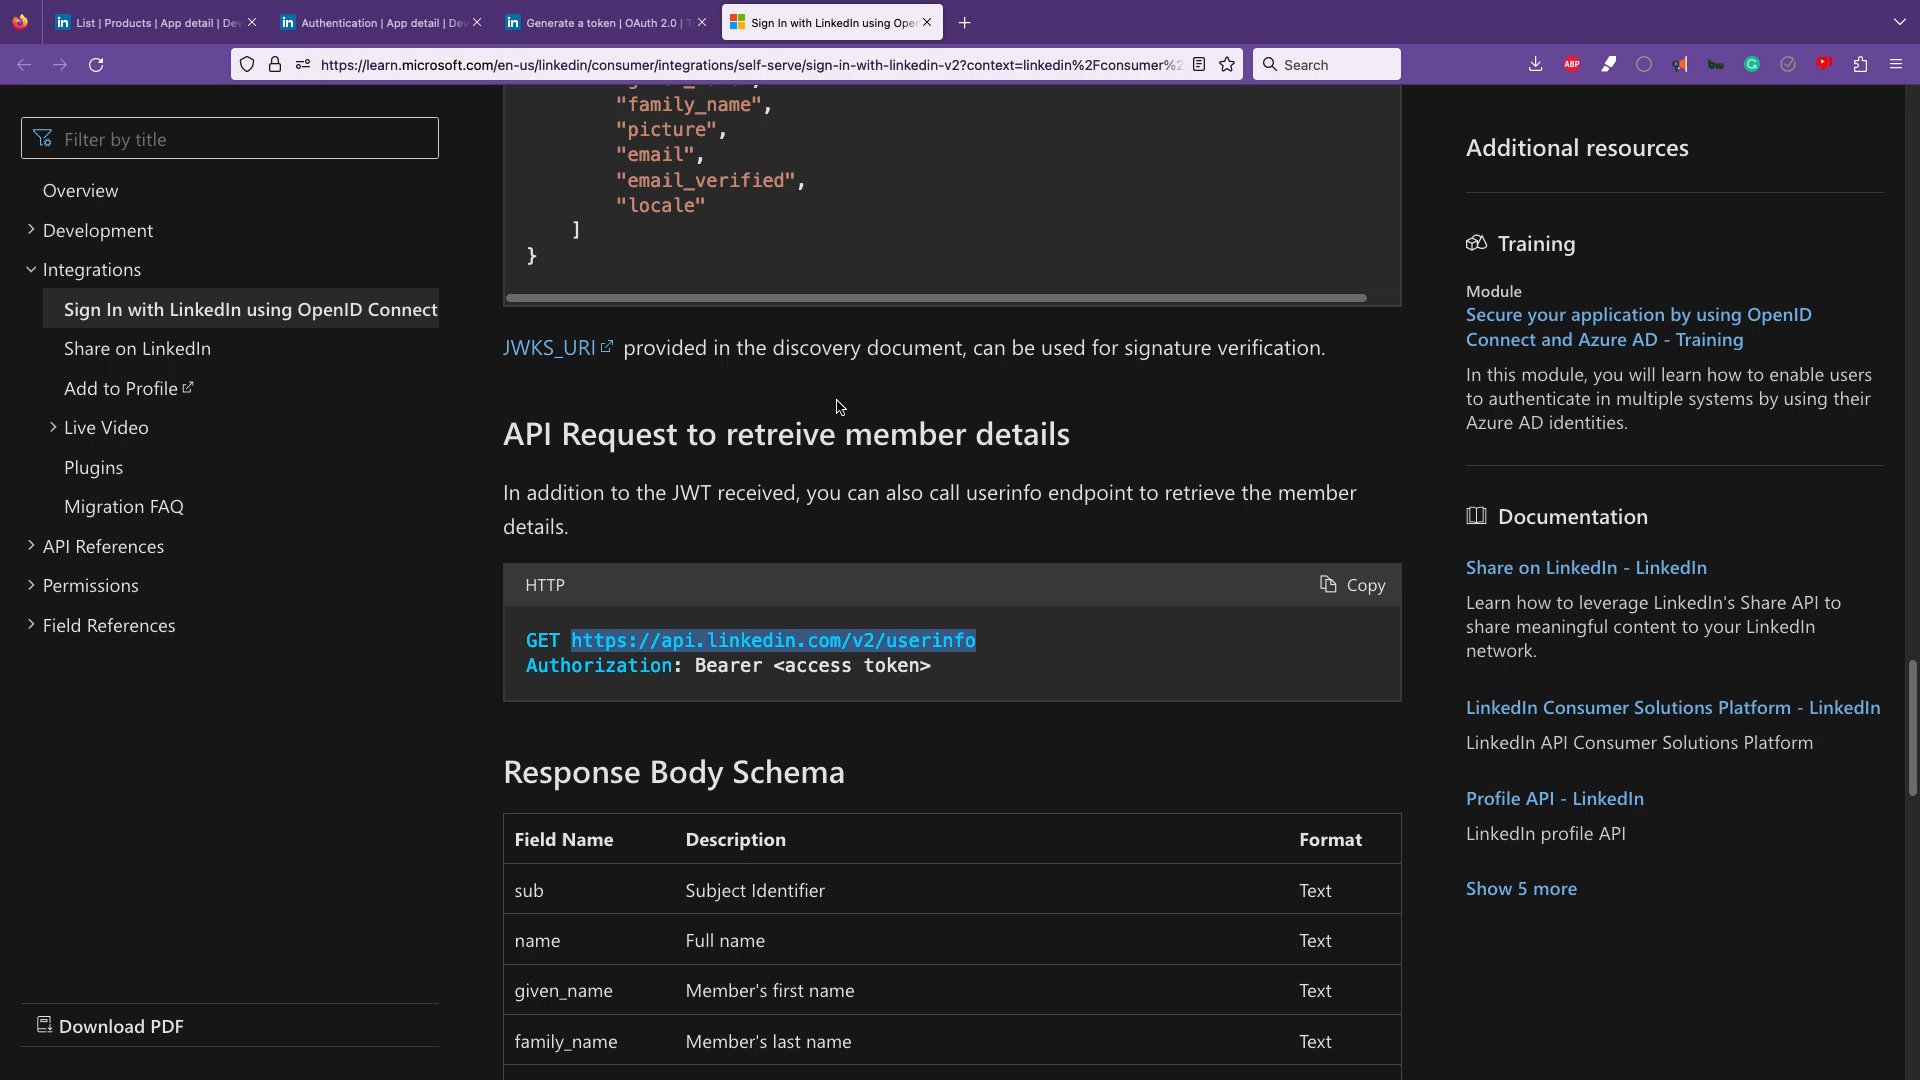 List | Products | App detail | Dev
Authentication | App detail | Dev
Generate a token | OAuth 2.0 | T
Sign In with LinkedIn using Open
https://learn.microsoft.com/en-us/linkedin/consumer/integrations/self-serve/sign-in-with-linkedin-v2?context=linkedin%2Fconsumer%2
Search
ABP
Filter by title
Overview
Development
Integrations
Sign In with LinkedIn using OpenID Connect
Share on LinkedIn
Add to Profile
Live Video
Plugins
Migration FAQ
API References
Permissions
Field References
Download PDF
"family_name",
"picture",
"email",
"email_verified",
"locale"
]
}
JWKS_URI provided in the discovery document, can be used for signature verification.
API Request to retreive member details
In addition to the JWT received, you can also call userinfo endpoint to retrieve the member
details.
HTTP
Copy
GET https://api.linkedin.com/v2/userinfo
Authorization: Bearer <access token>
Response Body Schema
Field Name Description Format
sub Subject Identifier Text
name Full name Text
given_name Member's first name Text
family_name Member's last name Text
Additional resources
Training
Module
Secure your application by using OpenID
Connect and Azure AD - Training
In this module, you will learn how to enable users
to authenticate in multiple systems by using their
Azure AD identities.
Documentation
Share on LinkedIn - LinkedIn
Learn how to leverage LinkedIn's Share API to
share meaningful content to your LinkedIn
network.
LinkedIn Consumer Solutions Platform - LinkedIn
LinkedIn API Consumer Solutions Platform
Profile API - LinkedIn
LinkedIn profile API
Show 5 more